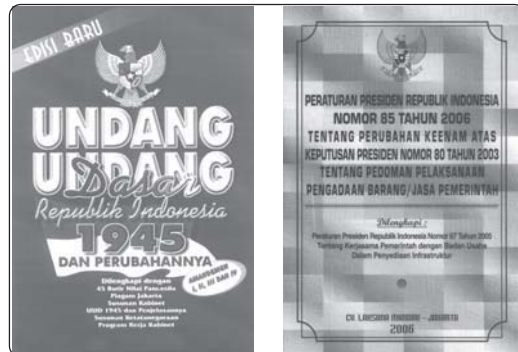 EDISI BARU
UNDANG
UNDANG
Dasar
Republik Indonesia
1945
DAN PERUBAHANNYA
AMANDEMEN
I, II, III DAN IV
Dilengkapi dengan
45 Butir Nilai Pancasila
Piagam Jakarta
Susunan Kabinet
UUD 1945 dan Penjelasannya
Susunan Ketatanegaraan
Program Kerja Kabinet
PERATURAN PRESIDEN REPUBLIK INDONESIA
NOMOR 85 TAHUN 2006
TENTANG PERUBAHAN KEENAM ATAS
KEPUTUSAN PRESIDEN NOMOR 80 TAHUN 2003
TENTANG PEDOMAN PELAKSANAAN
PENGADAAN BARANG/JASA PEMERINTAH
Dilengkapi :
Peraturan Presiden Republik Indonesia Nomor 67 Tahun 2005
Tentang Kerjasama Pemerintah dengan Badan Usaha
Dalam Penyediaan Infrastruktur
CV. LAKSANA MANDIRI - JAKARTA
2006